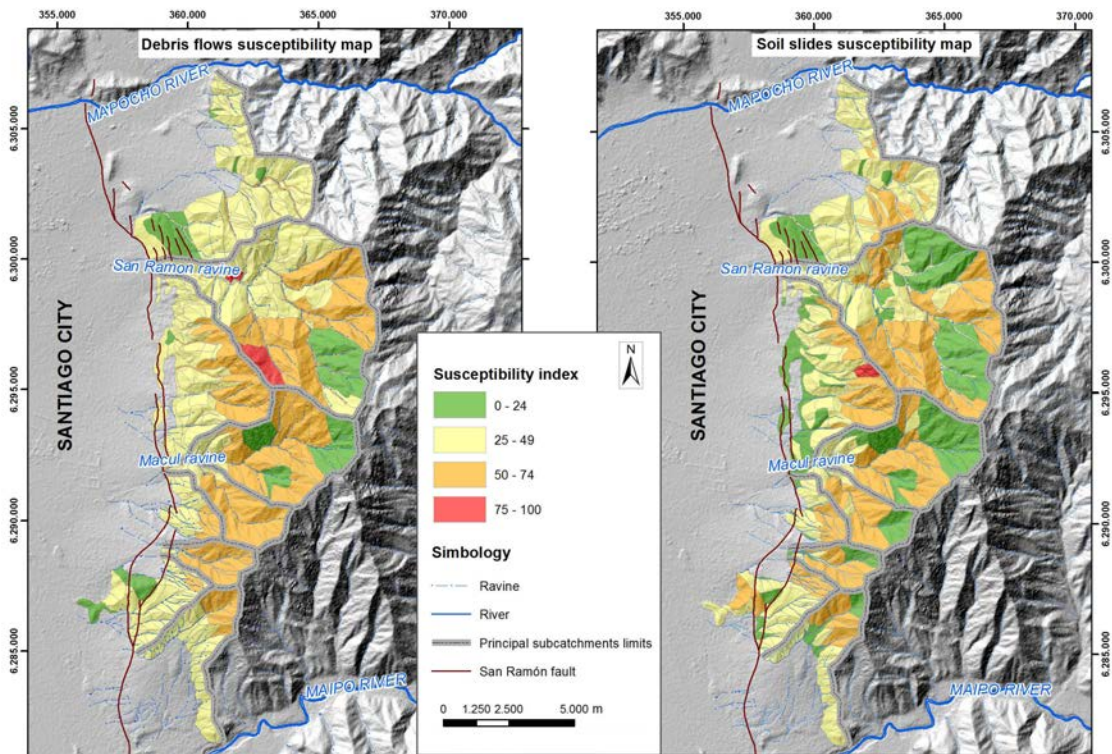 355.000 360.000 365.000 370.000
355.000 360.000 365.000 370.000
Debris flows susceptibility map
MAPOCHO RIVER
6.305.000
6.300.000
San Ramon ravine
SANTIAGO CITY
6.295.000
Macul ravine
6.290.000
6.285.000
MAIPO RIVER
Soil slides susceptibility map
MAPOCHO RIVER
6.305.000
6.300.000
San Ramon ravine
SANTIAGO CITY
6.295.000
Macul ravine
6.290.000
6.285.000
MAIPO RIVER
N
Susceptibility index
0 - 24
25 - 49
50 - 74
75 - 100
Simbology
Ravine
River
Principal subcatchments limits
San Ramón fault
0 1.250 2.500 5.000 m